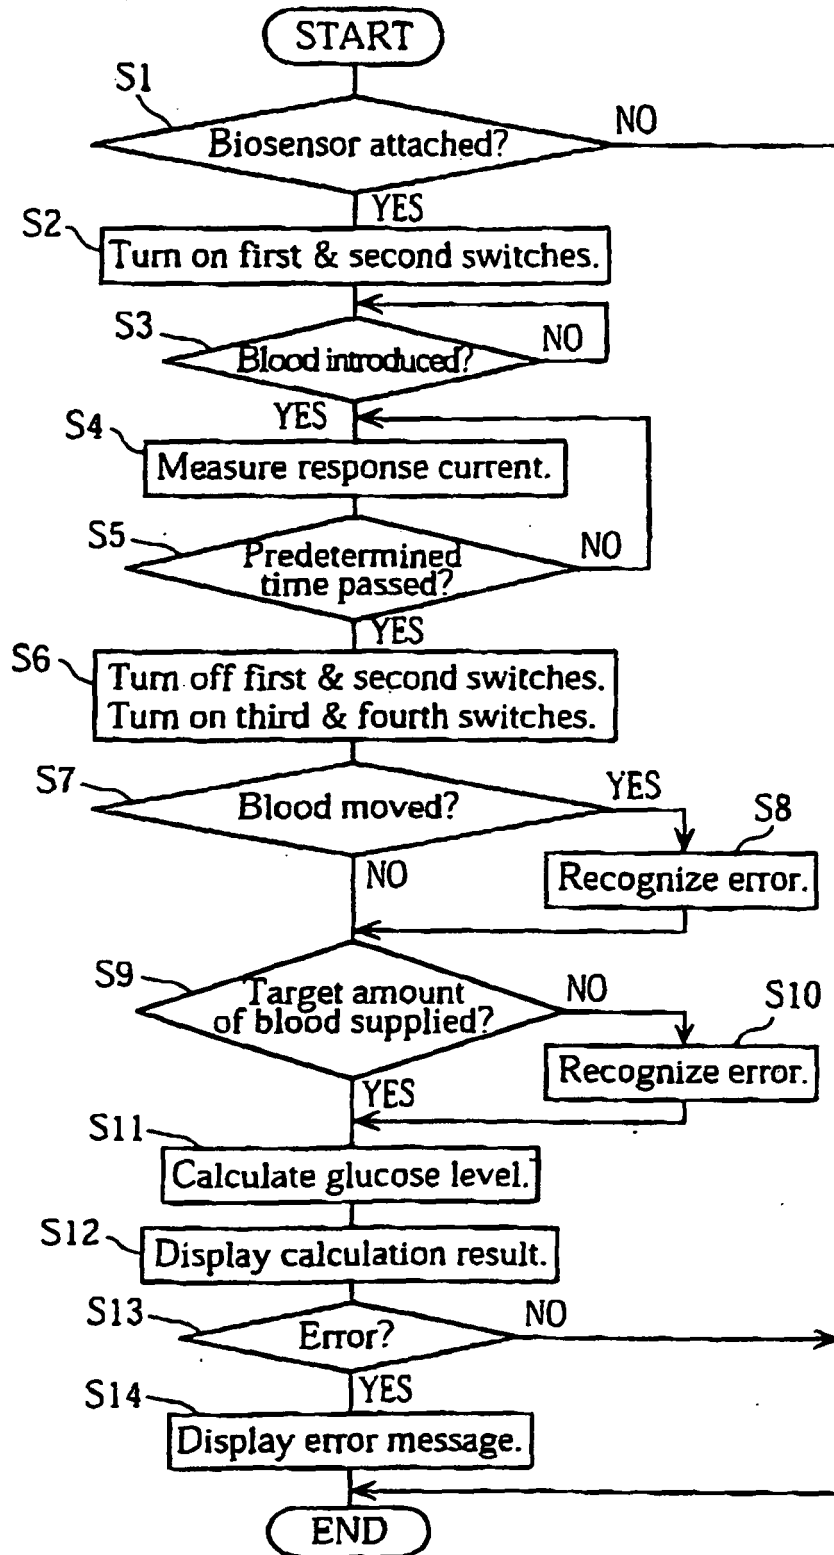 START
S1
Biosensor attached?
NO
YES
S2
Turn on first & second switches.
S3
Blood introduced?
NO
YES
S4
Measure response current.
S5
Predetermined
time passed?
NO
YES
S6
Turn off first & second switches.
Turn on third & fourth switches.
S7
Blood moved?
YES
S8
Recognize error.
NO
S9
Target amount
of blood supplied?
NO
S10
Recognize error.
YES
S11
Calculate glucose level.
S12
Display calculation result.
S13
Error?
NO
YES
S14
Display error message.
END